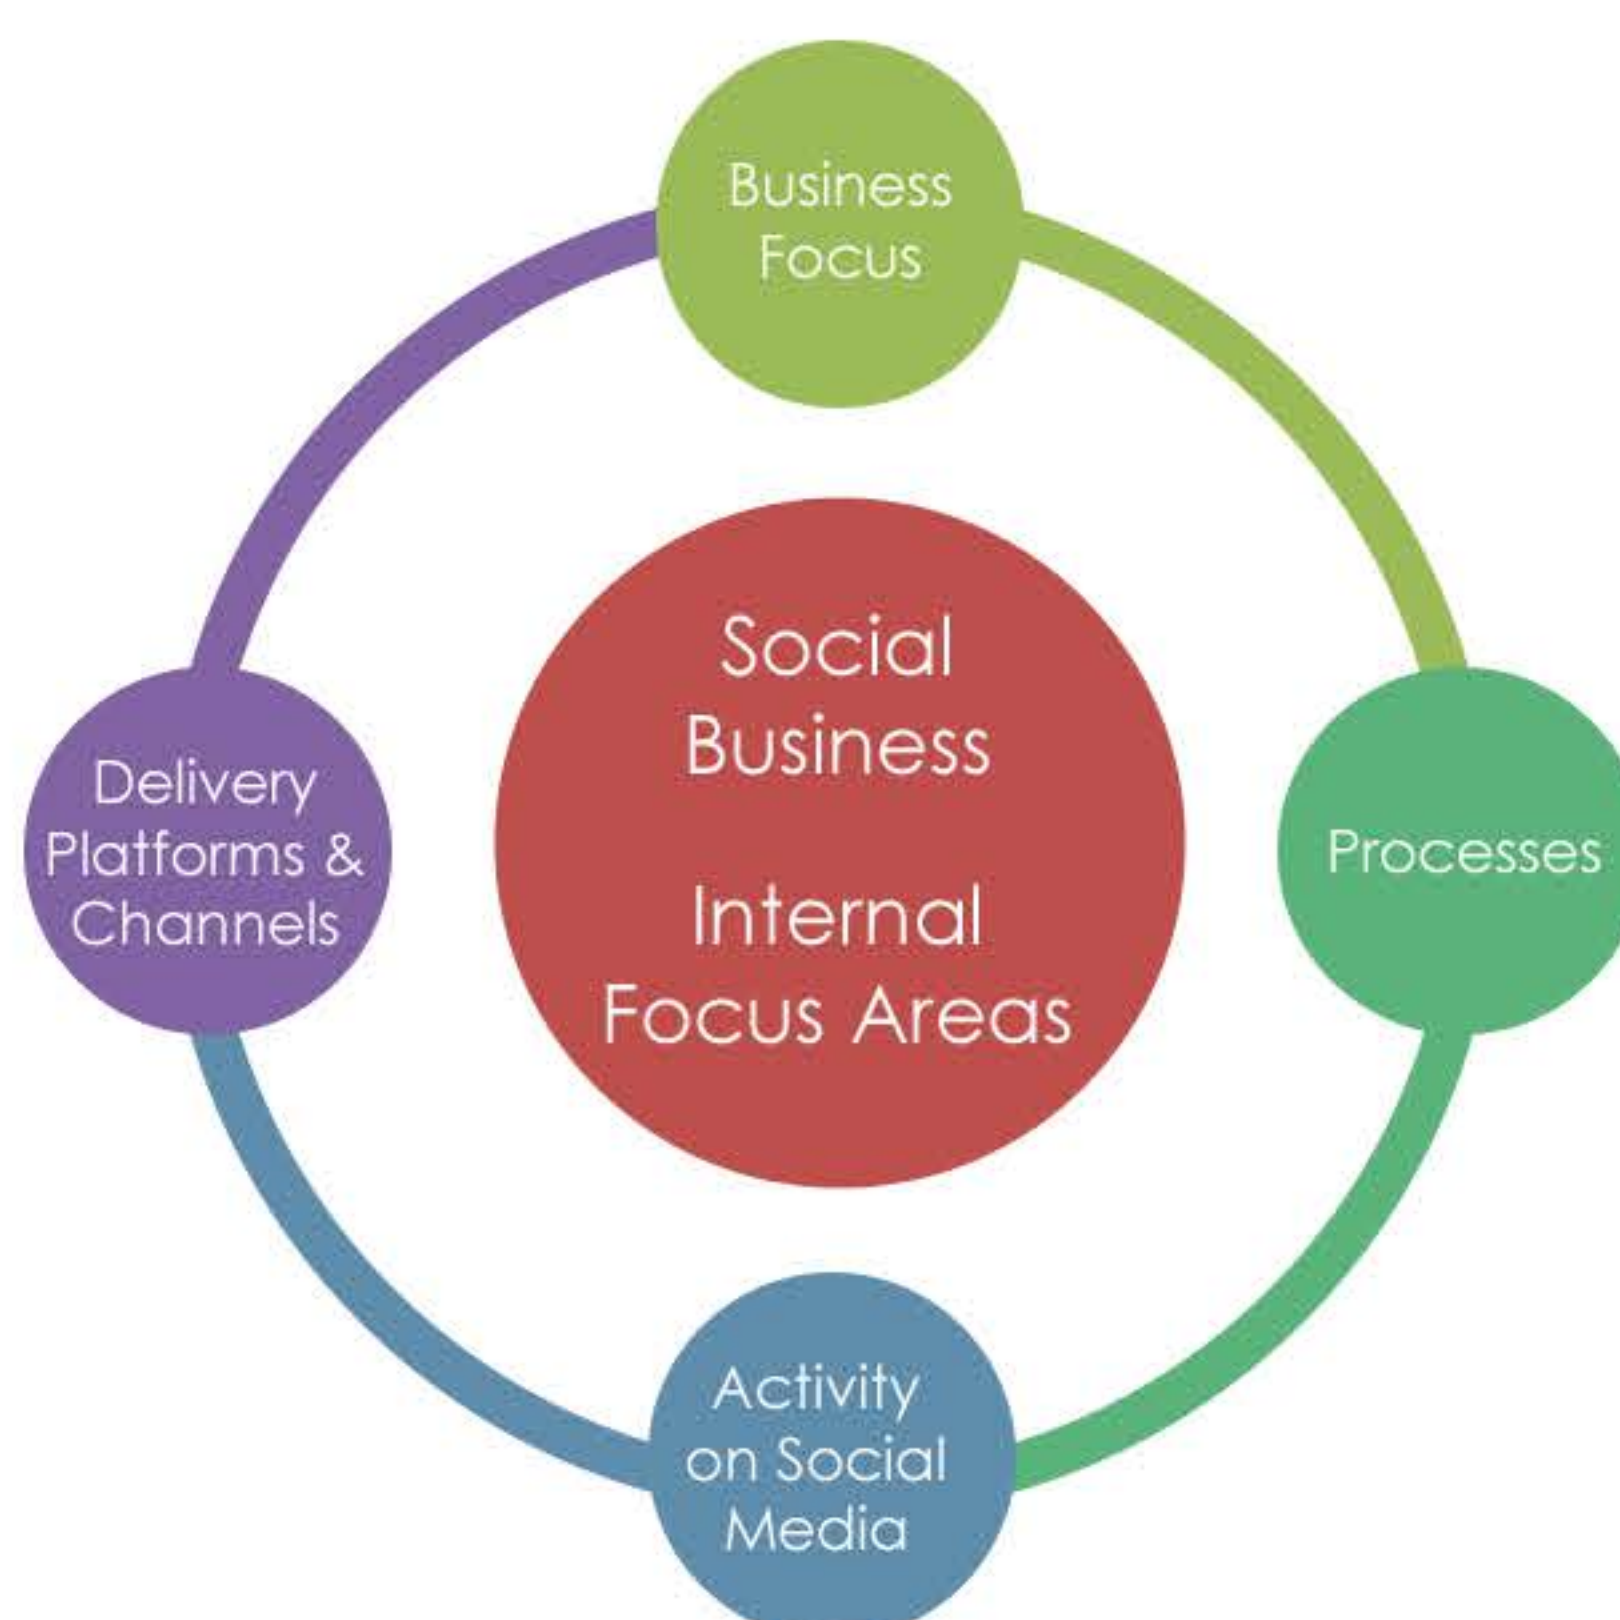 Business
Focus
Social
Business
Internal
Focus Areas
Delivery
Platforms &
Channels
Processes
Activity
on Social
Media